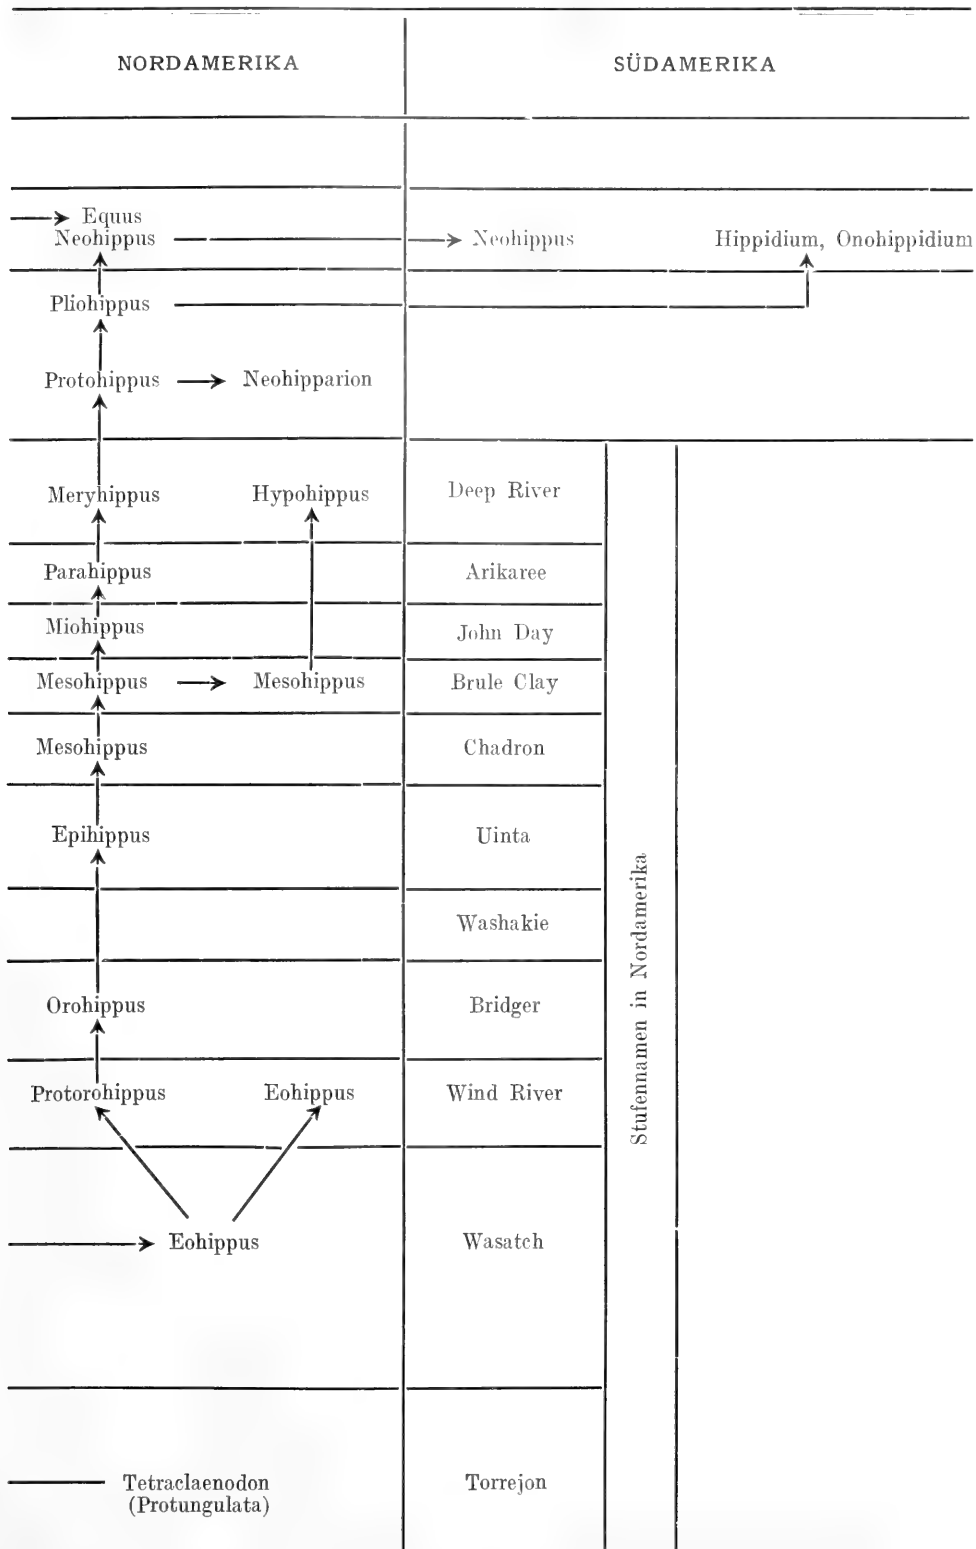 NORDAMERIKA SÜDAMERIKA
Equus
Neohippus Neohippus Hippidium, Onohippidium
Pliohippus
Protohippus Neohipparion
Meryhippus Hypohippus Deep River
Parahippus Arikaree
Miohippus John Day
Mesohippus Mesohippus Brule Clay
Mesohippus Chadron
Epihippus Uinta
Washakie
Orohippus Bridger
Protorohippus Eohippus Wind River
Eohippus Wasatch
Tetraclaenodon Torrejon
(Protungulata)
Stufennamen in Nordamerika